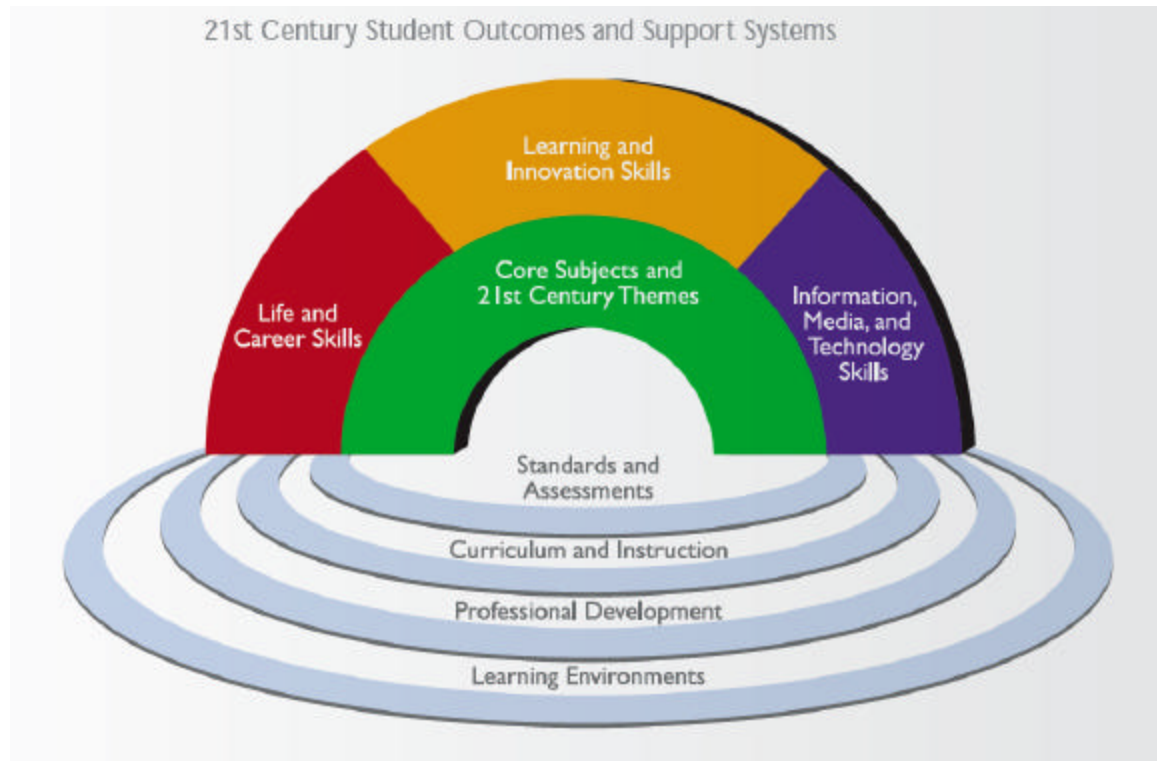 21st Century Student Outcomes and Support Systems
Learning and
Innovation Skills
Core Subjects and
21st Century Themes
Life and
Career Skills
Information,
Media, and
Technology
Skills
Standards and
Assessments
Curriculum and Instruction
Professional Development
Learning Environments